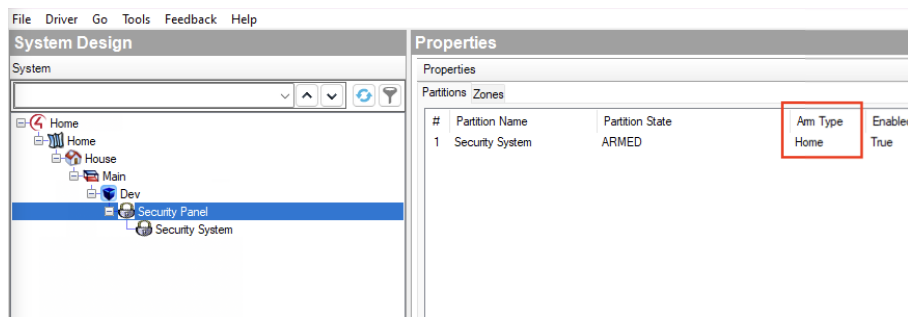 File Driver Go Tools Feedback Help
System Design
System
Home
Home
House
Main
Dev
Security Panel
Security System
Properties
Properties
Partitions Zones
# Partition Name Partition State Arm Type Enabled
1 Security System ARMED Home True